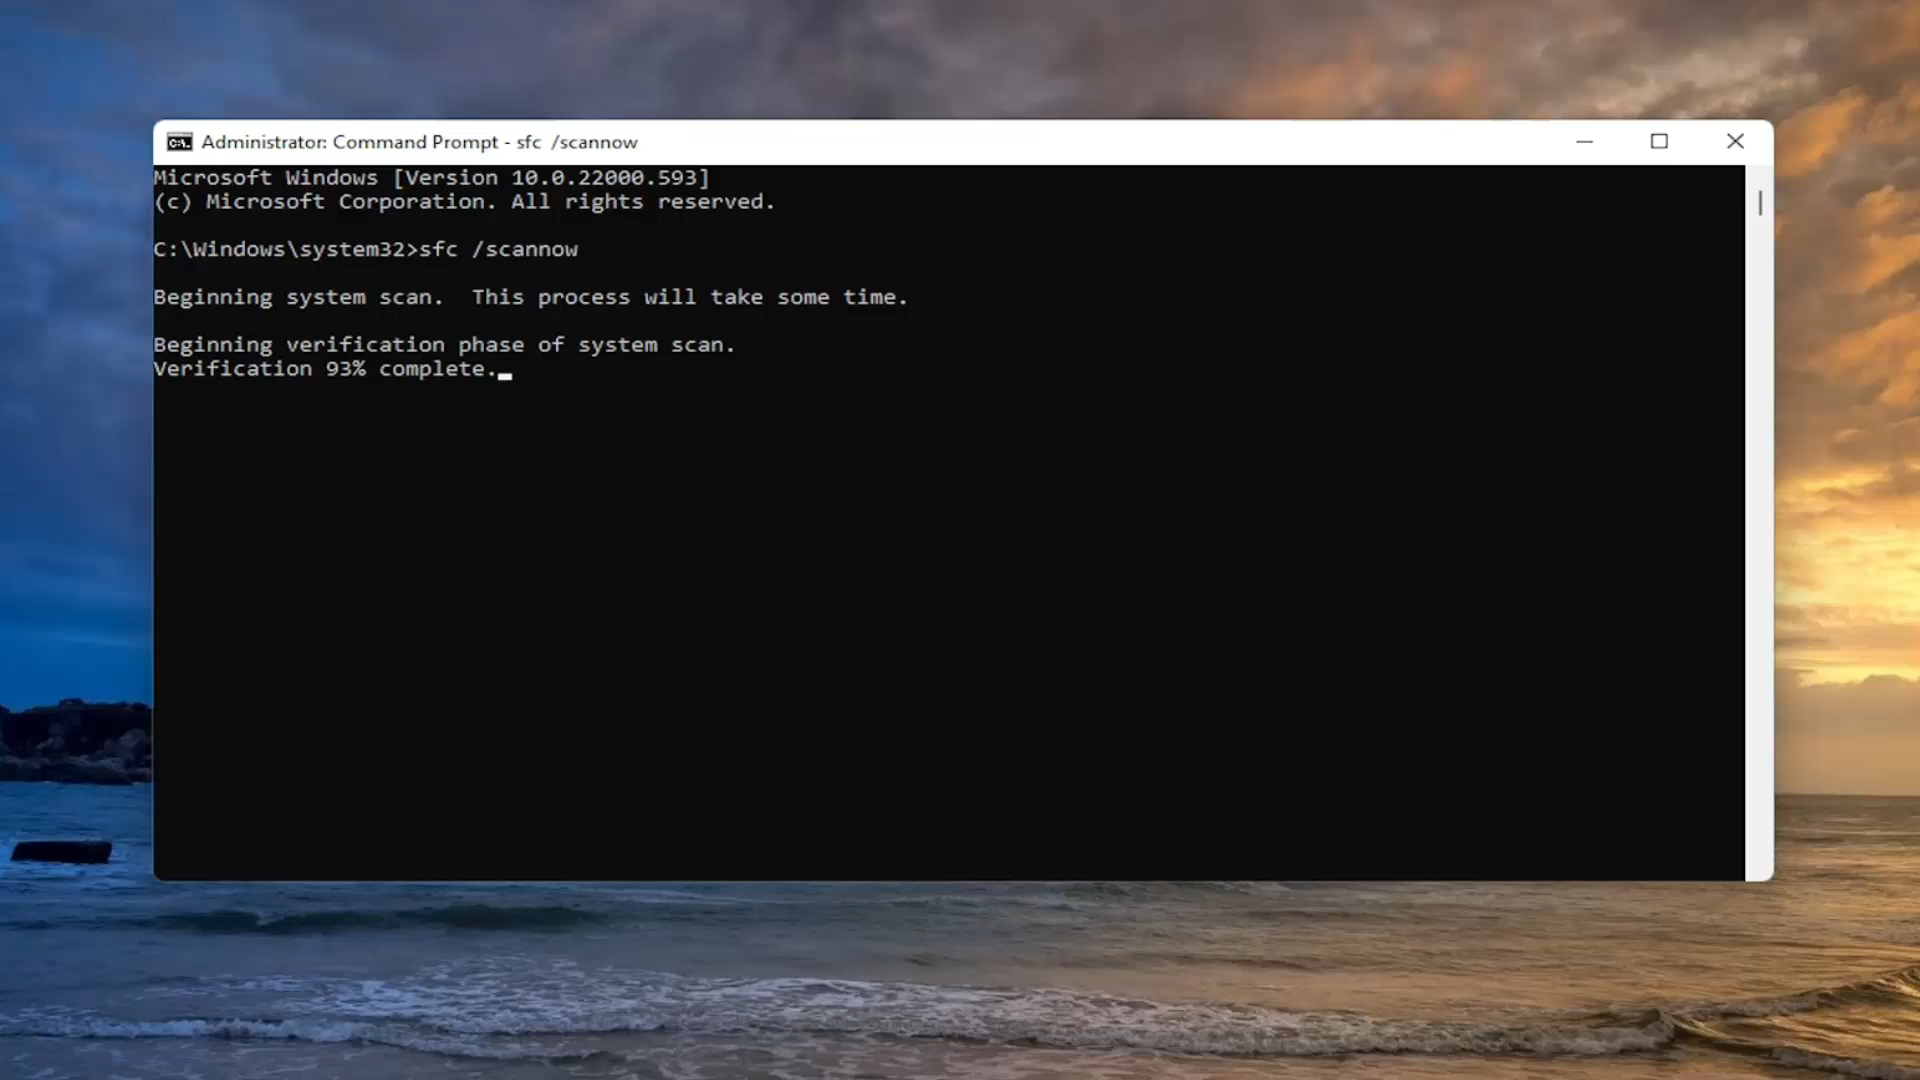 Administrator: Command Prompt - sfc  /scannow
Microsoft Windows [Version 10.0.22000.593]
(c) Microsoft Corporation. All rights reserved.
C:\Windows\system32>sfc /scannow
Beginning system scan.  This process will take some time.
Beginning verification phase of system scan.
Verification 93% complete.